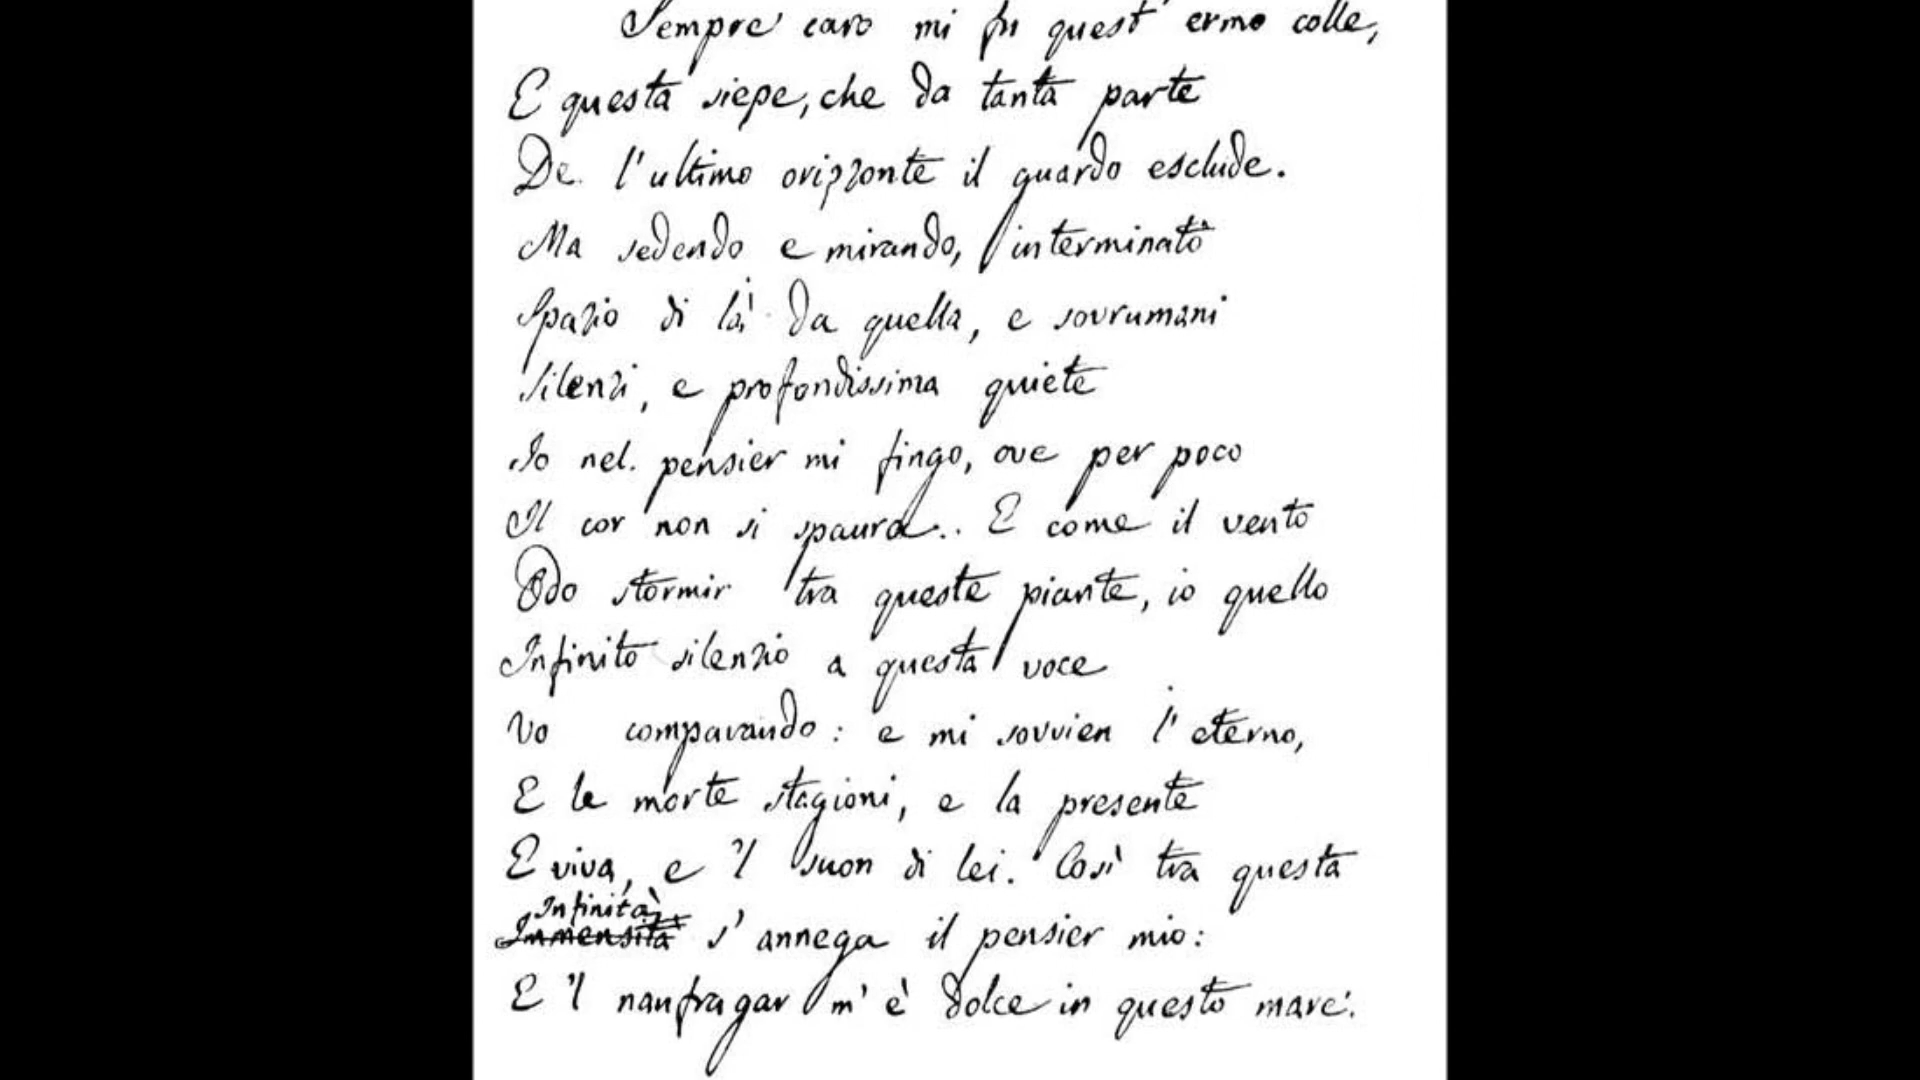 Sempre caro mi fu quest' ermo colle,
E questa siepe, che da tanta parte
De l'ultimo orizzonte il guardo esclude.
Ma sedendo e mirando, interminato
Spazio di là da quella, e sovrumani
Silenzi, e profondissima quiete
Io nel pensier mi fingo, ove per poco
Il cor non si spaura.. E come il vento
Odo stormir tra queste piante, io quello
Infinito silenzio a questa voce
Vo comparando: e mi sovvien l'eterno,
E le morte stagioni, e la presente
E viva, e 'l suon di lei. Così tra questa
Infinità
Immensità s'annega il pensier mio:
E 'l naufragar m'è dolce in questo mare.